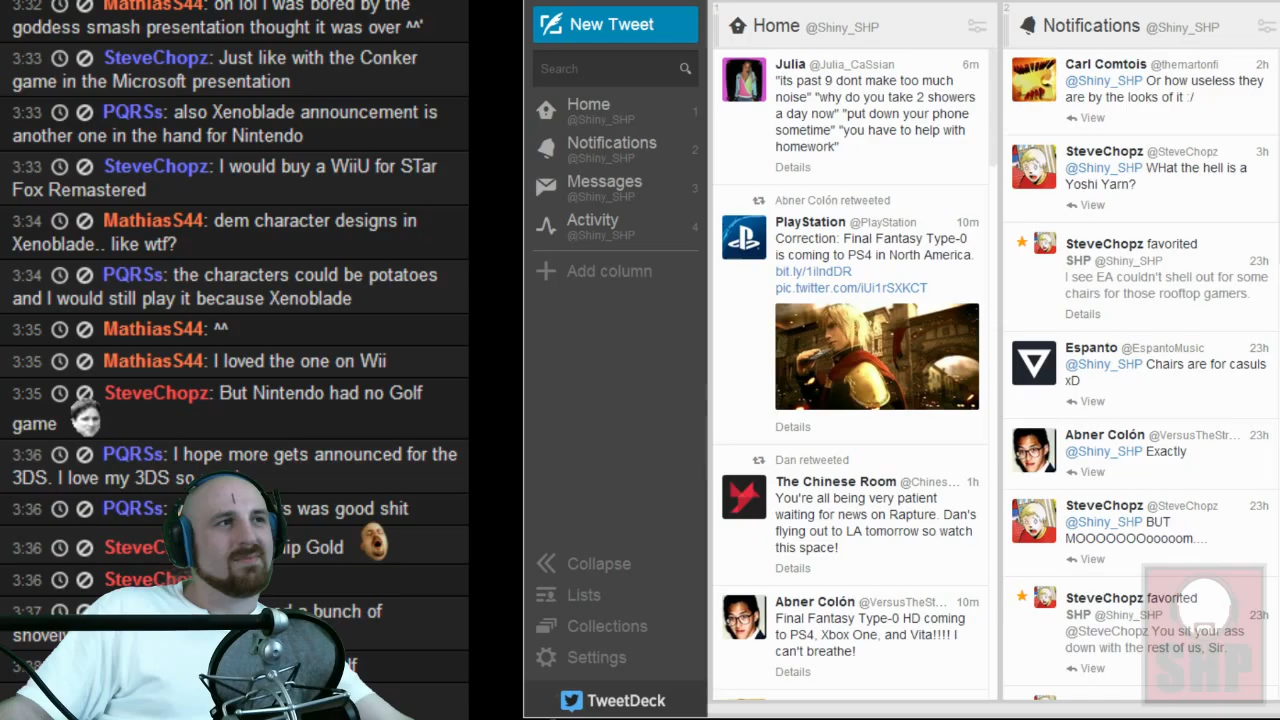 3:32 MathiasS44: oh lol I was bored by the
goddess smash presentation thought it was over ^^'
3:33 SteveChopz: Just like with the Conker
game in the Microsoft presentation
3:33 PQRSs: also Xenoblade announcement is
another one in the hand for Nintendo
3:33 SteveChopz: I would buy a WiiU for STar
Fox Remastered
3:34 MathiasS44: dem character designs in
Xenoblade.. like wtf?
3:34 PQRSs: the characters could be potatoes
and I would still play it because Xenoblade
3:35 MathiasS44: ^^
3:35 MathiasS44: I loved the one on Wii
3:35 SteveChopz: But Nintendo had no Golf
game
3:36 PQRSs: I hope more gets announced for the
3DS. I love my 3DS so
3:36 PQRSs: was good shit
3:36 Gold
3:36
3:37 a bunch of
New Tweet
Search
Home 1
@Shiny_SHP
Notifications 2
@Shiny_SHP
Messages 3
@Shiny_SHP
Activity 4
@Shiny_SHP
Add column
Collapse
Lists
Collections
Settings
TweetDeck
1
Home @Shiny_SHP
Julia @Julia_CaSsian 6m
"its past 9 dont make too much
noise" "why do you take 2 showers
a day now" "put down your phone
sometime" "you have to help with
homework"
Details
Abner Colón retweeted
PlayStation @PlayStation 10m
Correction: Final Fantasy Type-0
is coming to PS4 in North America.
bit.ly/1ilndDR
pic.twitter.com/iUi1rSXKCT
Details
Dan retweeted
The Chinese Room @Chines... 1h
You're all being very patient
waiting for news on Rapture. Dan's
flying out to LA tomorrow so watch
this space!
Details
Abner Colón @VersusTheSt... 10m
Final Fantasy Type-0 HD coming
to PS4, Xbox One, and Vita!!!! I
can't breathe!
Details
2
Notifications @Shiny_SHP
Carl Comtois @themartonfi 2h
@Shiny_SHP Or how useless they
are by the looks of it :/
View
SteveChopz @SteveChopz 3h
@Shiny_SHP WHat the hell is a
Yoshi Yarn?
View
SteveChopz favorited
SHP @Shiny_SHP 23h
I see EA couldn't shell out for some
chairs for those rooftop gamers.
Details
Espanto @EspantoMusic 23h
@Shiny_SHP Chairs are for casuls
xD
View
Abner Colón @VersusTheStr... 23h
@Shiny_SHP Exactly
View
SteveChopz @SteveChopz 23h
@Shiny_SHP BUT
MOOOOOOOooooom....
View
SteveChopz favorited
SHP @Shiny_SHP 23h
@SteveChopz You sit your ass
down with the rest of us, Sir.
View
SHP